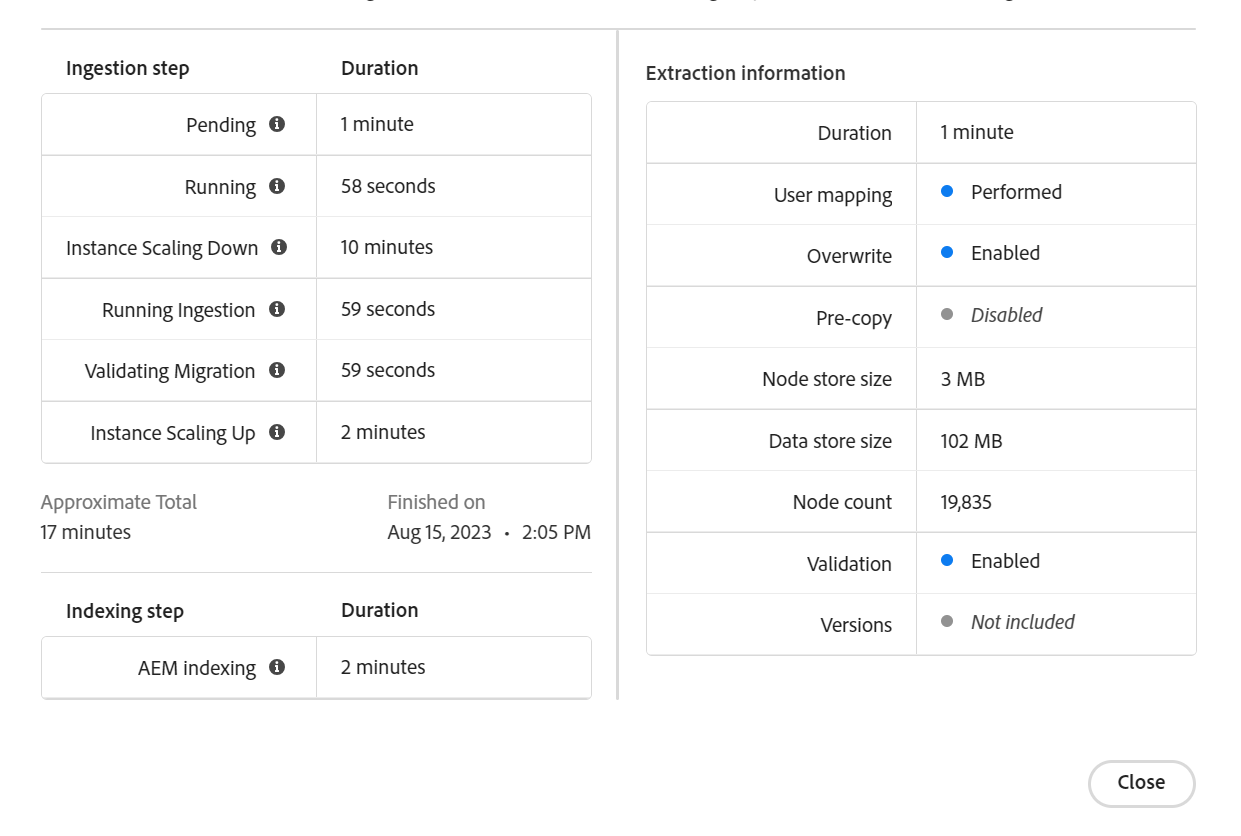 Ingestion step Duration
Pending 1 minute
Running 58 seconds
Instance Scaling Down 10 minutes
Running Ingestion 59 seconds
Validating Migration 59 seconds
Instance Scaling Up 2 minutes
Approximate Total Finished on
17 minutes Aug 15, 2023 • 2:05 PM
Indexing step Duration
AEM indexing 2 minutes
Extraction information
Duration 1 minute
User mapping Performed
Overwrite Enabled
Pre-copy Disabled
Node store size 3 MB
Data store size 102 MB
Node count 19,835
Validation Enabled
Versions Not included
Close